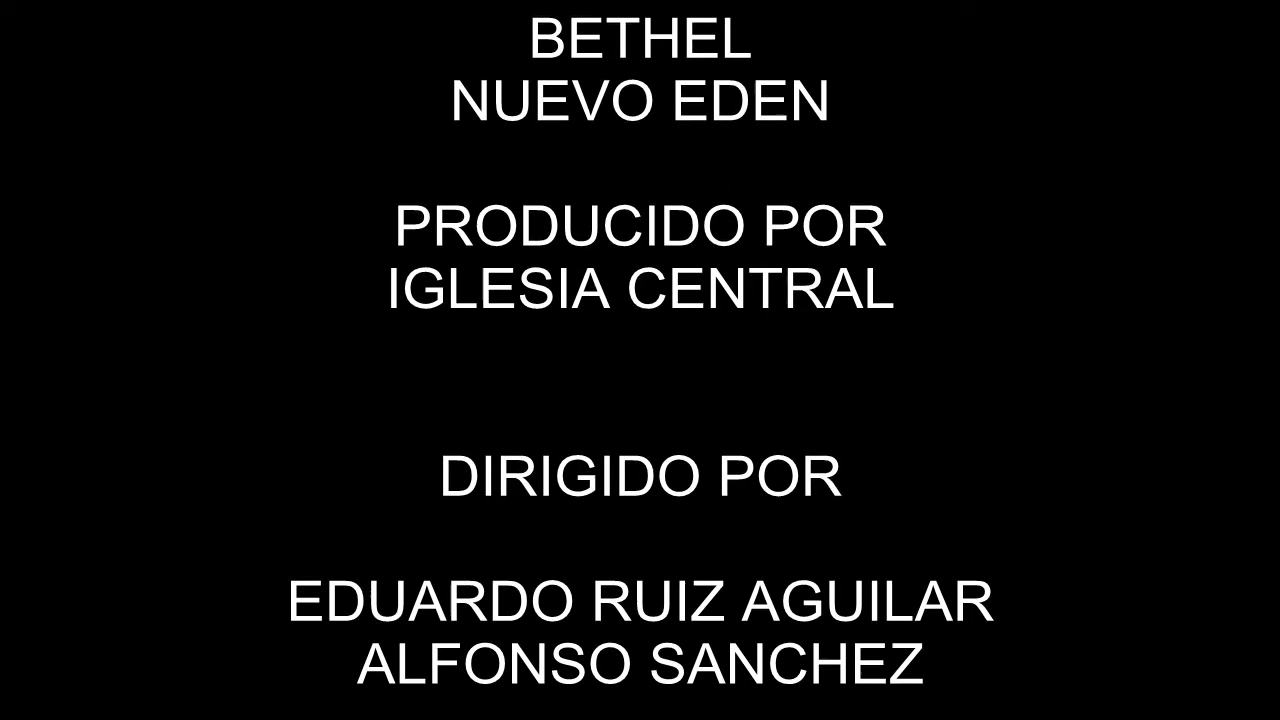 BETHEL
NUEVO EDEN
PRODUCIDO POR
IGLESIA CENTRAL
DIRIGIDO POR
EDUARDO RUIZ AGUILAR
ALFONSO SANCHEZ